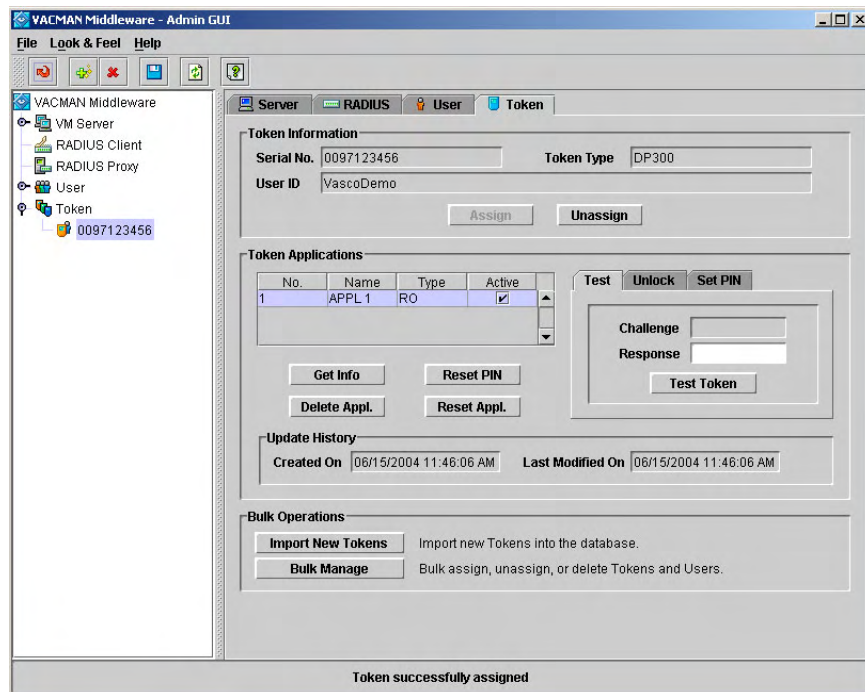 VACMAN Middleware - Admin GUI
File Look & Feel Help
VACMAN Middleware
VM Server
RADIUS Client
RADIUS Proxy
User
Token
0097123456
Server RADIUS User Token
Token Information
Serial No. 0097123456 Token Type DP300
User ID VascoDemo
Assign Unassign
Token Applications
No. Name Type Active
1 APPL 1 RO
Test Unlock Set PIN
Challenge
Response
Test Token
Get Info Reset PIN
Delete Appl. Reset Appl.
Update History
Created On 06/15/2004 11:46:06 AM Last Modified On 06/15/2004 11:46:06 AM
Bulk Operations
Import New Tokens Import new Tokens into the database.
Bulk Manage Bulk assign, unassign, or delete Tokens and Users.
Token successfully assigned